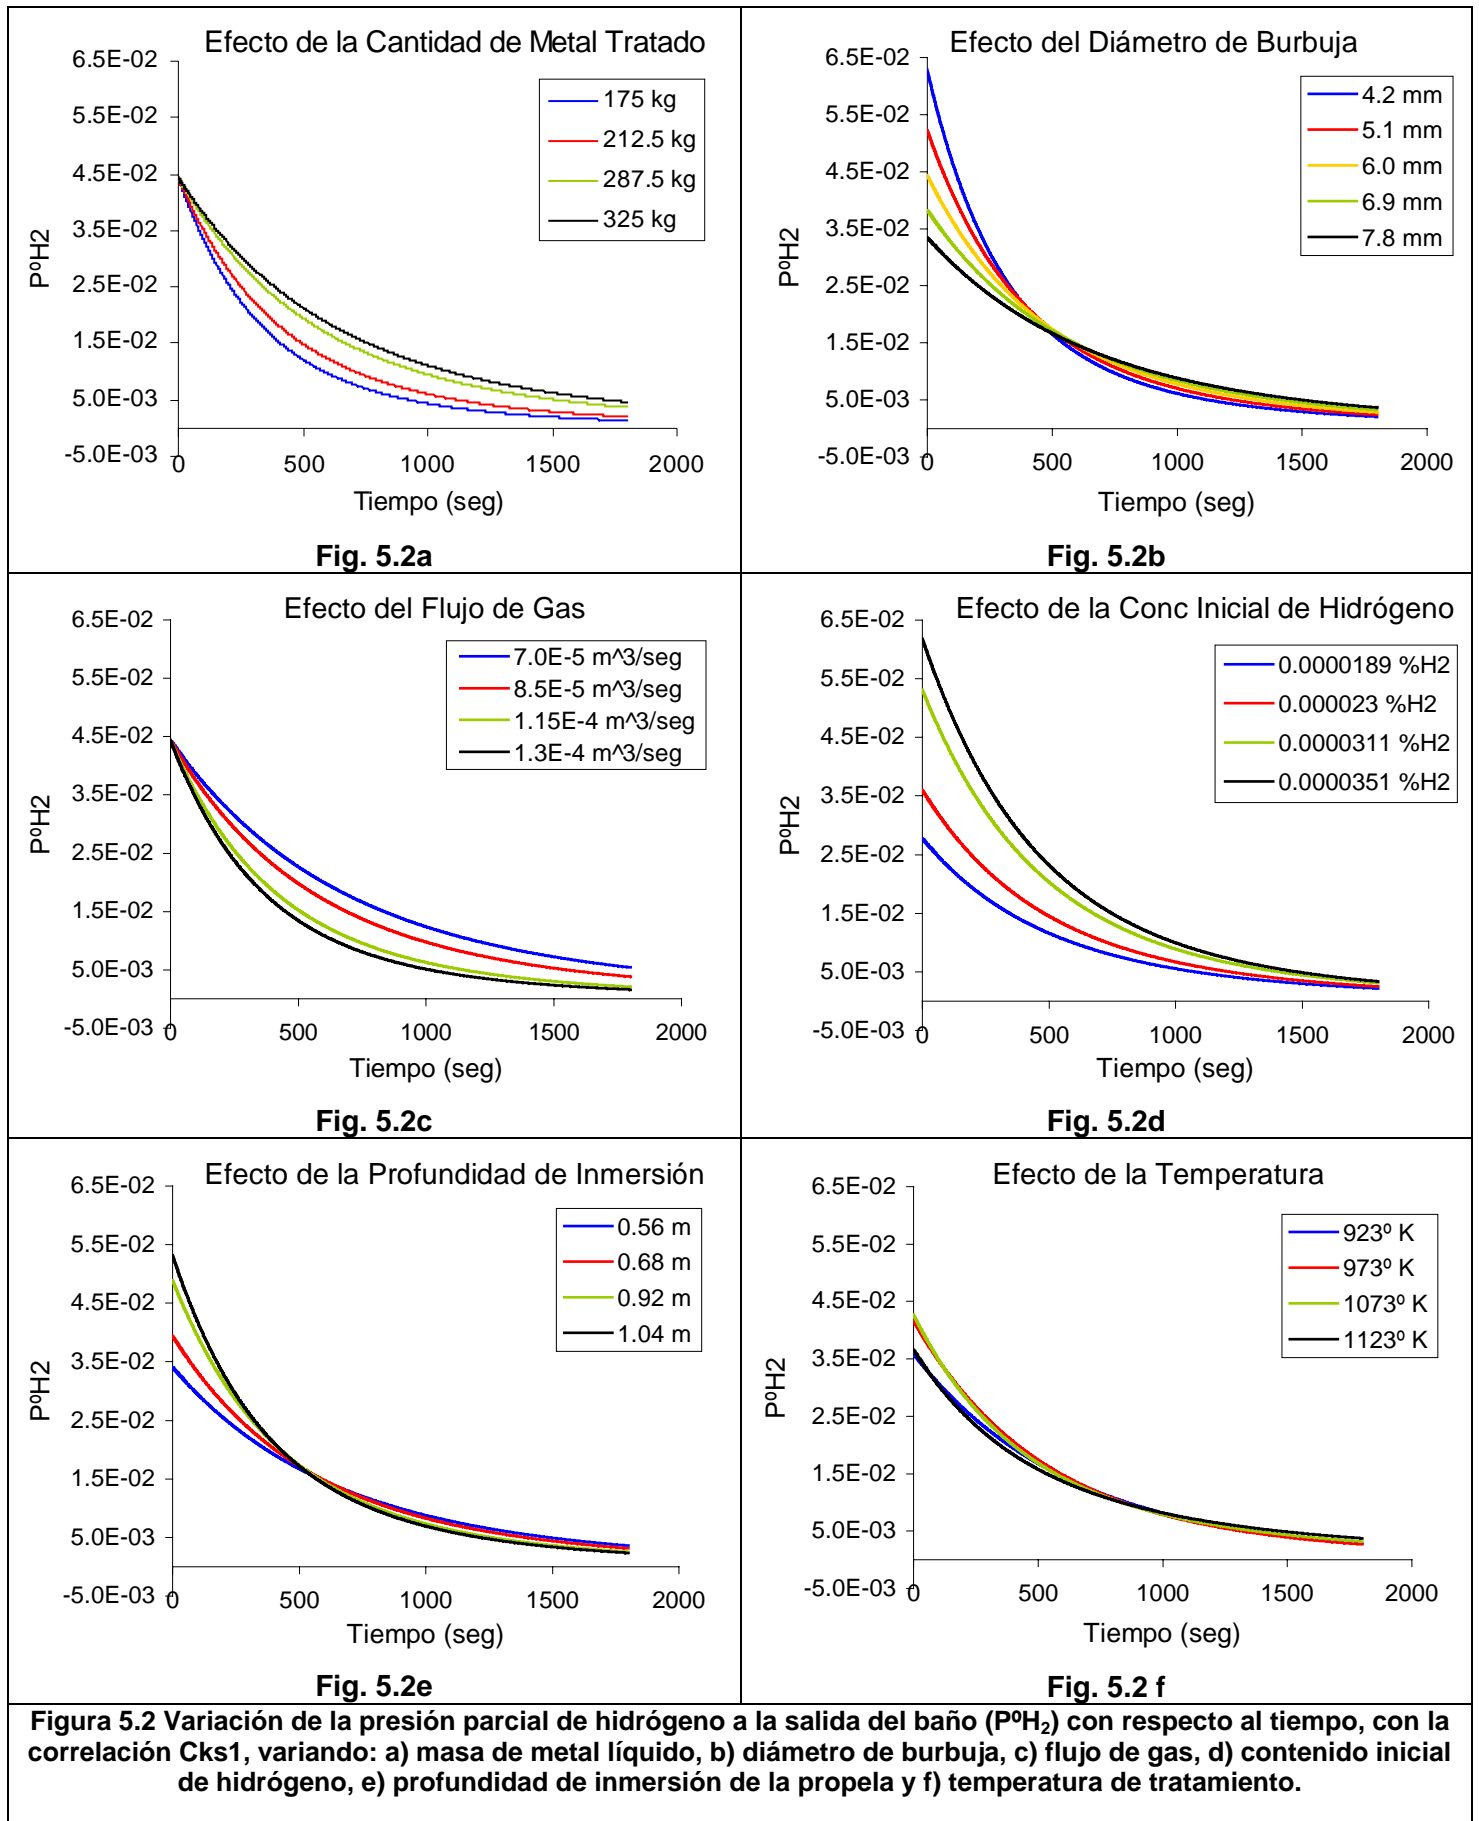 Efecto de la Cantidad de Metal Tratado
6.5E-02
5.5E-02
4.5E-02
3.5E-02
2.5E-02
1.5E-02
5.0E-03
-5.0E-03
PºH2
175 kg
212.5 kg
287.5 kg
325 kg
0 500 1000 1500 2000
Tiempo (seg)
Fig. 5.2a
Efecto del Diámetro de Burbuja
6.5E-02
5.5E-02
4.5E-02
3.5E-02
2.5E-02
1.5E-02
5.0E-03
-5.0E-03
PºH2
4.2 mm
5.1 mm
6.0 mm
6.9 mm
7.8 mm
0 500 1000 1500 2000
Tiempo (seg)
Fig. 5.2b
Efecto del Flujo de Gas
6.5E-02
5.5E-02
4.5E-02
3.5E-02
2.5E-02
1.5E-02
5.0E-03
-5.0E-03
PºH2
7.0E-5 m^3/seg
8.5E-5 m^3/seg
1.15E-4 m^3/seg
1.3E-4 m^3/seg
0 500 1000 1500 2000
Tiempo (seg)
Fig. 5.2c
Efecto de la Conc Inicial de Hidrógeno
6.5E-02
5.5E-02
4.5E-02
3.5E-02
2.5E-02
1.5E-02
5.0E-03
-5.0E-03
PºH2
0.0000189 %H2
0.000023 %H2
0.0000311 %H2
0.0000351 %H2
0 500 1000 1500 2000
Tiempo (seg)
Fig. 5.2d
Efecto de la Profundidad de Inmersión
6.5E-02
5.5E-02
4.5E-02
3.5E-02
2.5E-02
1.5E-02
5.0E-03
-5.0E-03
PºH2
0.56 m
0.68 m
0.92 m
1.04 m
0 500 1000 1500 2000
Tiempo (seg)
Fig. 5.2e
Efecto de la Temperatura
6.5E-02
5.5E-02
4.5E-02
3.5E-02
2.5E-02
1.5E-02
5.0E-03
-5.0E-03
PºH2
923º K
973º K
1073º K
1123º K
0 500 1000 1500 2000
Tiempo (seg)
Fig. 5.2 f
Figura 5.2 Variación de la presión parcial de hidrógeno a la salida del baño (PºH₂) con respecto al tiempo, con la
correlación Cks1, variando: a) masa de metal líquido, b) diámetro de burbuja, c) flujo de gas, d) contenido inicial
de hidrógeno, e) profundidad de inmersión de la propela y f) temperatura de tratamiento.